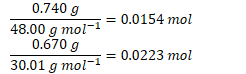 0.740 g
48.00 g mol⁻¹ = 0.0154 mol
0.670 g
30.01 g mol⁻¹ = 0.0223 mol